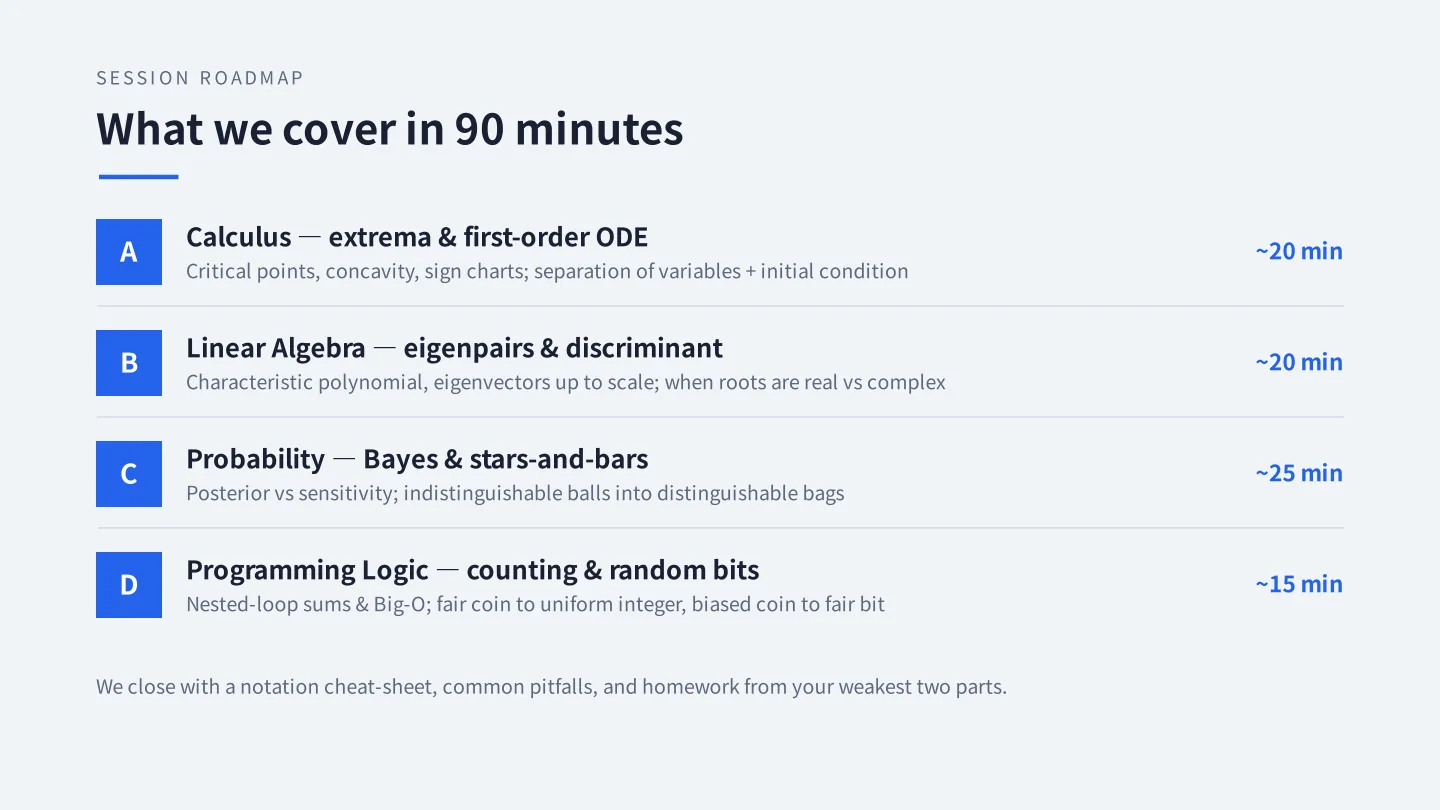 SESSION ROADMAP
What we cover in 90 minutes
A
Calculus — extrema & first-order ODE
Critical points, concavity, sign charts; separation of variables + initial condition
~20 min
B
Linear Algebra — eigenpairs & discriminant
Characteristic polynomial, eigenvectors up to scale; when roots are real vs complex
~20 min
C
Probability — Bayes & stars-and-bars
Posterior vs sensitivity; indistinguishable balls into distinguishable bags
~25 min
D
Programming Logic — counting & random bits
Nested-loop sums & Big-O; fair coin to uniform integer, biased coin to fair bit
~15 min
We close with a notation cheat-sheet, common pitfalls, and homework from your weakest two parts.